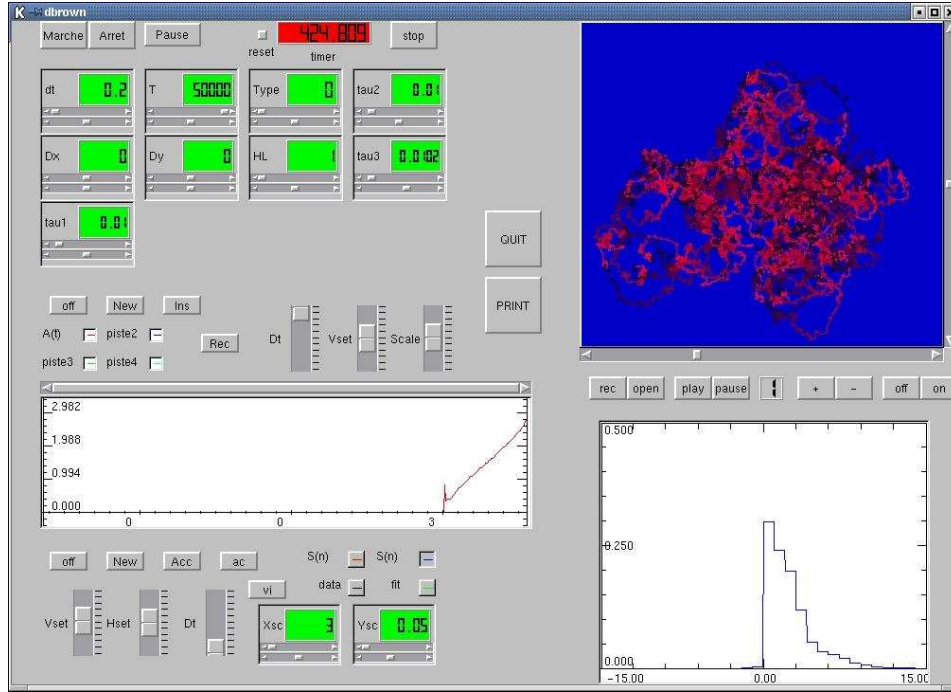 dbrown
Marche Arret Pause reset 424.809 timer stop
dt 0.2 T 50000 Type 0 tau2 0.01
Dx 0 Dy 0 HL 1 tau3 0.0102
tau1 0.01
QUIT
PRINT
off New Ins
A(t) piste2
piste3 piste4
Rec
Dt Vset Scale
rec open play pause 1 + - off on
2.982
1.988
0.994
0.000
0 0 3
0.500
0.250
0.000
-15.00 0.00 15.00
off New Acc ac S(n) S(n)
vi data fit
Vset Hset Dt
Xsc 3 Ysc 0.05